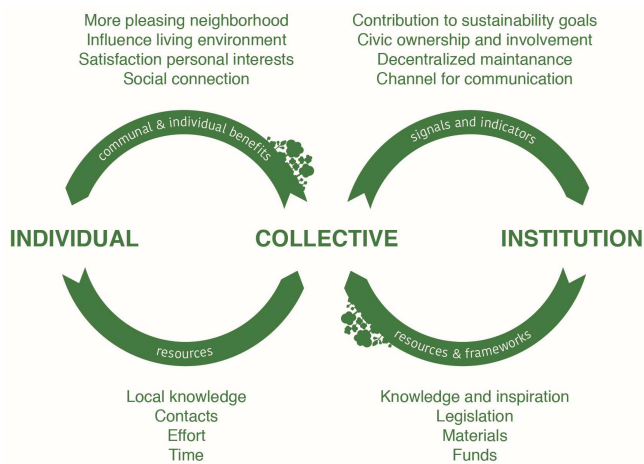 More pleasing neighborhood
Influence living environment
Satisfaction personal interests
Social connection
Contribution to sustainability goals
Civic ownership and involvement
Decentralized maintanance
Channel for communication
communal & individual benefits
signals and indicators
INDIVIDUAL
COLLECTIVE
INSTITUTION
resources
resources & frameworks
Local knowledge
Contacts
Effort
Time
Knowledge and inspiration
Legislation
Materials
Funds